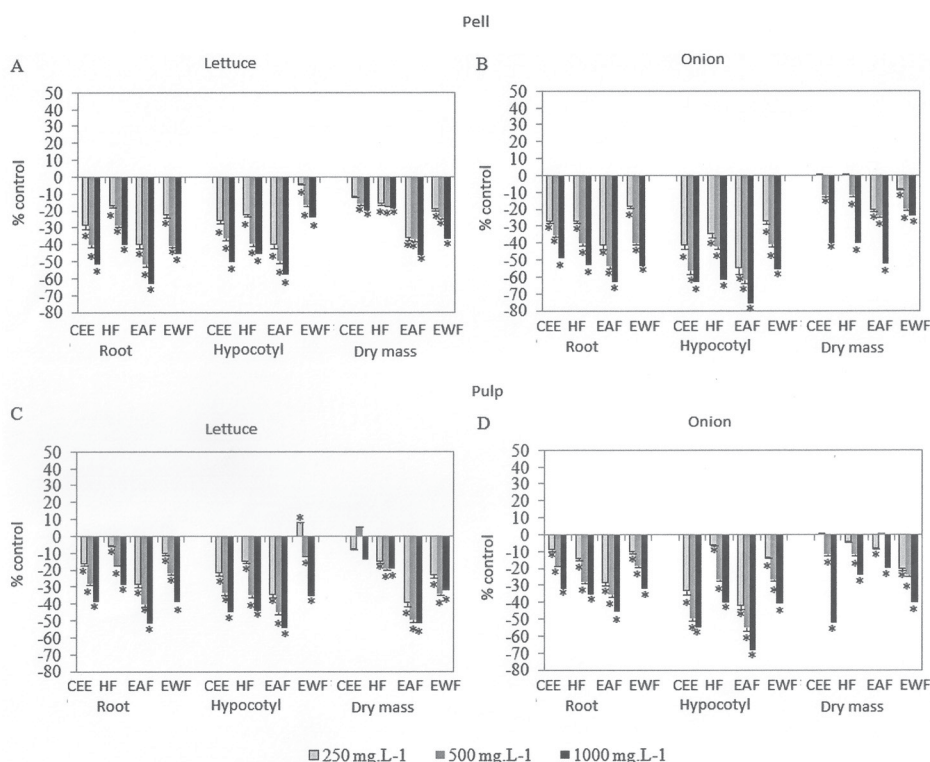 Pell
A
Lettuce
% control
50
40
30
20
10
0
-10
-20
-30
-40
-50
-60
-70
-80
CEE HF EAF EWF CEE HF EAF EWF CEE HF EAF EWF
Root Hypocotyl Dry mass
B
Onion
% control
50
40
30
20
10
0
-10
-20
-30
-40
-50
-60
-70
-80
CEE HF EAF EWF CEE HF EAF EWF CEE HF EAF EWF
Root Hypocotyl Dry mass
Pulp
C
Lettuce
% control
50
40
30
20
10
0
-10
-20
-30
-40
-50
-60
-70
-80
CEE HF EAF EWF CEE HF EAF EWF CEE HF EAF EWF
Root Hypocotyl Dry mass
D
Onion
% control
50
40
30
20
10
0
-10
-20
-30
-40
-50
-60
-70
-80
CEE HF EAF EWF CEE HF EAF EWF CEE HF EAF EWF
Root Hypocotyl Dry mass
250 mg.L-1 500 mg.L-1 1000 mg.L-1